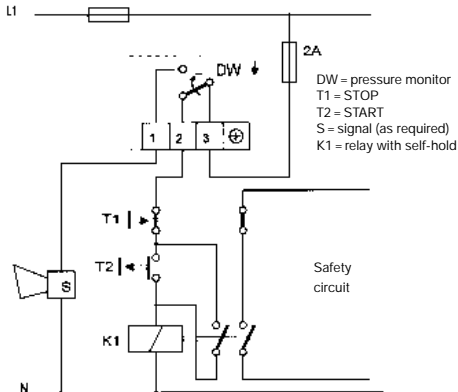 L1
2A
DW
DW = pressure monitor
T1 = STOP
T2 = START
S = signal (as required)
K1 = relay with self-hold
1 2 3
T1
T2
Safety
circuit
S
K1
N